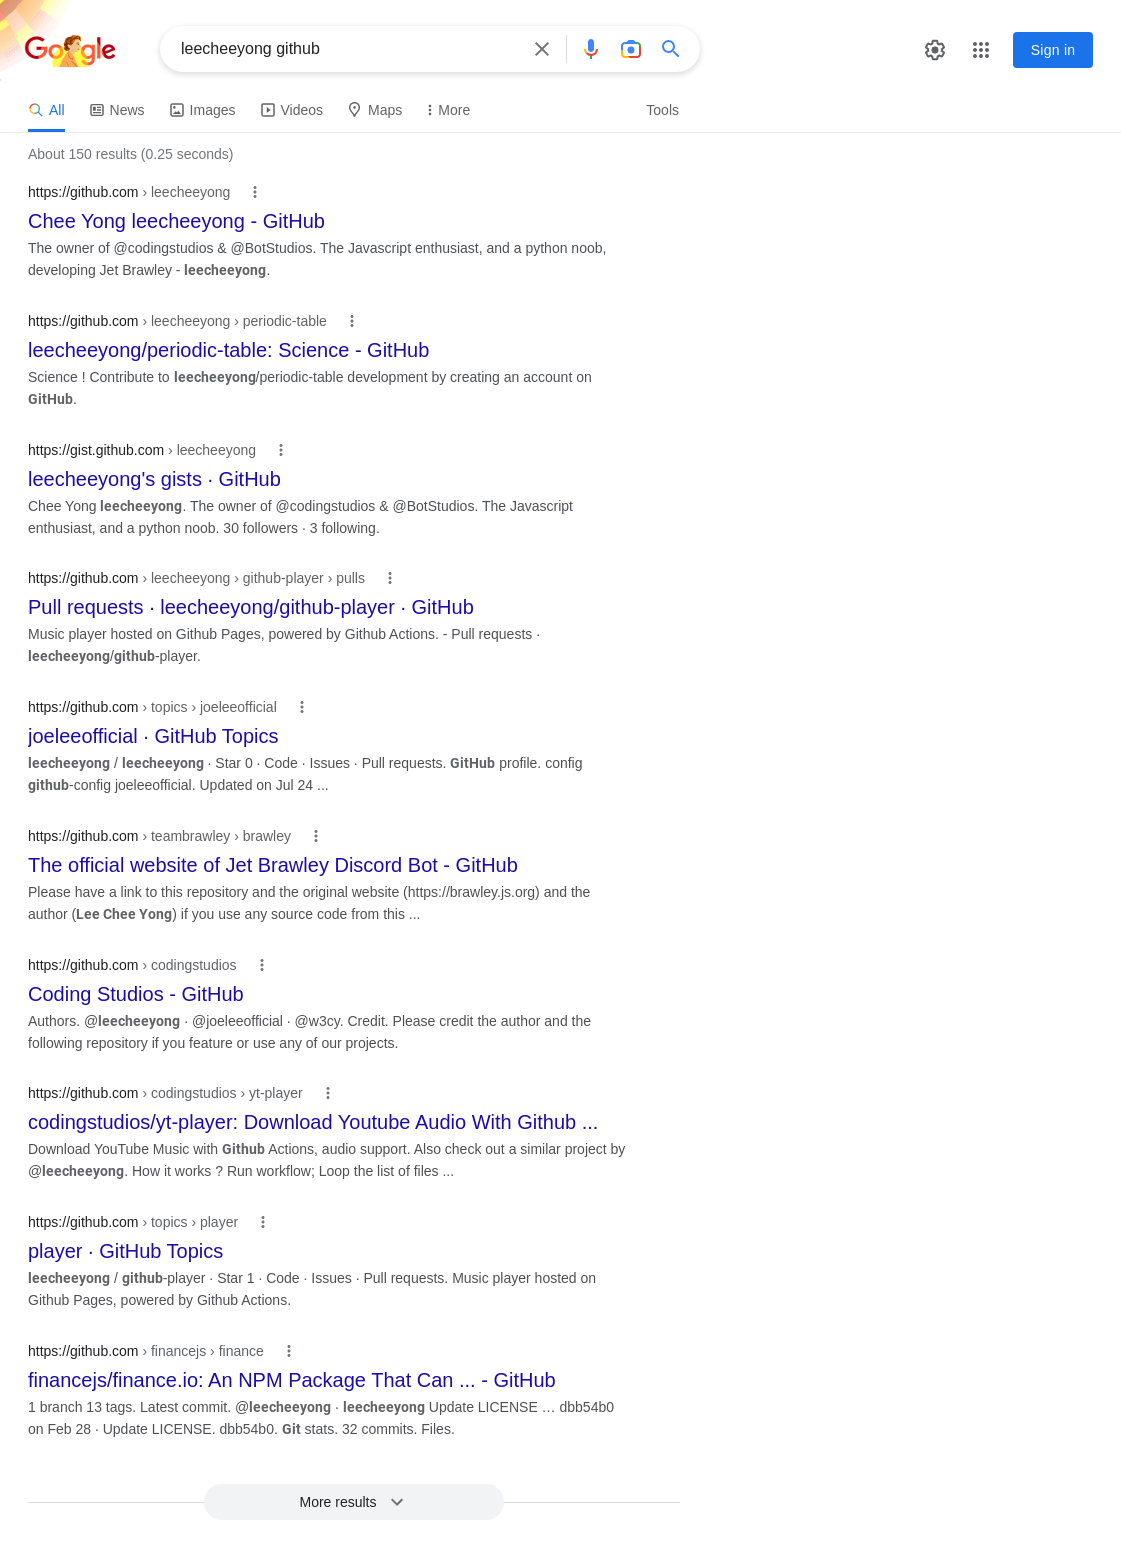 Google
leecheeyong github
Sign in
All News Images Videos Maps More Tools
About 150 results (0.25 seconds)
https://github.com › leecheeyong
Chee Yong leecheeyong - GitHub
The owner of @codingstudios & @BotStudios. The Javascript enthusiast, and a python noob,
developing Jet Brawley - leecheeyong.
https://github.com › leecheeyong › periodic-table
leecheeyong/periodic-table: Science - GitHub
Science ! Contribute to leecheeyong/periodic-table development by creating an account on
GitHub.
https://gist.github.com › leecheeyong
leecheeyong's gists · GitHub
Chee Yong leecheeyong. The owner of @codingstudios & @BotStudios. The Javascript
enthusiast, and a python noob. 30 followers · 3 following.
https://github.com › leecheeyong › github-player › pulls
Pull requests · leecheeyong/github-player · GitHub
Music player hosted on Github Pages, powered by Github Actions. - Pull requests ·
leecheeyong/github-player.
https://github.com › topics › joeleeofficial
joeleeofficial · GitHub Topics
leecheeyong / leecheeyong · Star 0 · Code · Issues · Pull requests. GitHub profile. config
github-config joeleeofficial. Updated on Jul 24 ...
https://github.com › teambrawley › brawley
The official website of Jet Brawley Discord Bot - GitHub
Please have a link to this repository and the original website (https://brawley.js.org) and the
author (Lee Chee Yong) if you use any source code from this ...
https://github.com › codingstudios
Coding Studios - GitHub
Authors. @leecheeyong · @joeleeofficial · @w3cy. Credit. Please credit the author and the
following repository if you feature or use any of our projects.
https://github.com › codingstudios › yt-player
codingstudios/yt-player: Download Youtube Audio With Github ...
Download YouTube Music with Github Actions, audio support. Also check out a similar project by
@leecheeyong. How it works ? Run workflow; Loop the list of files ...
https://github.com › topics › player
player · GitHub Topics
leecheeyong / github-player · Star 1 · Code · Issues · Pull requests. Music player hosted on
Github Pages, powered by Github Actions.
https://github.com › financejs › finance
financejs/finance.io: An NPM Package That Can ... - GitHub
1 branch 13 tags. Latest commit. @leecheeyong · leecheeyong Update LICENSE … dbb54b0
on Feb 28 · Update LICENSE. dbb54b0. Git stats. 32 commits. Files.
More results